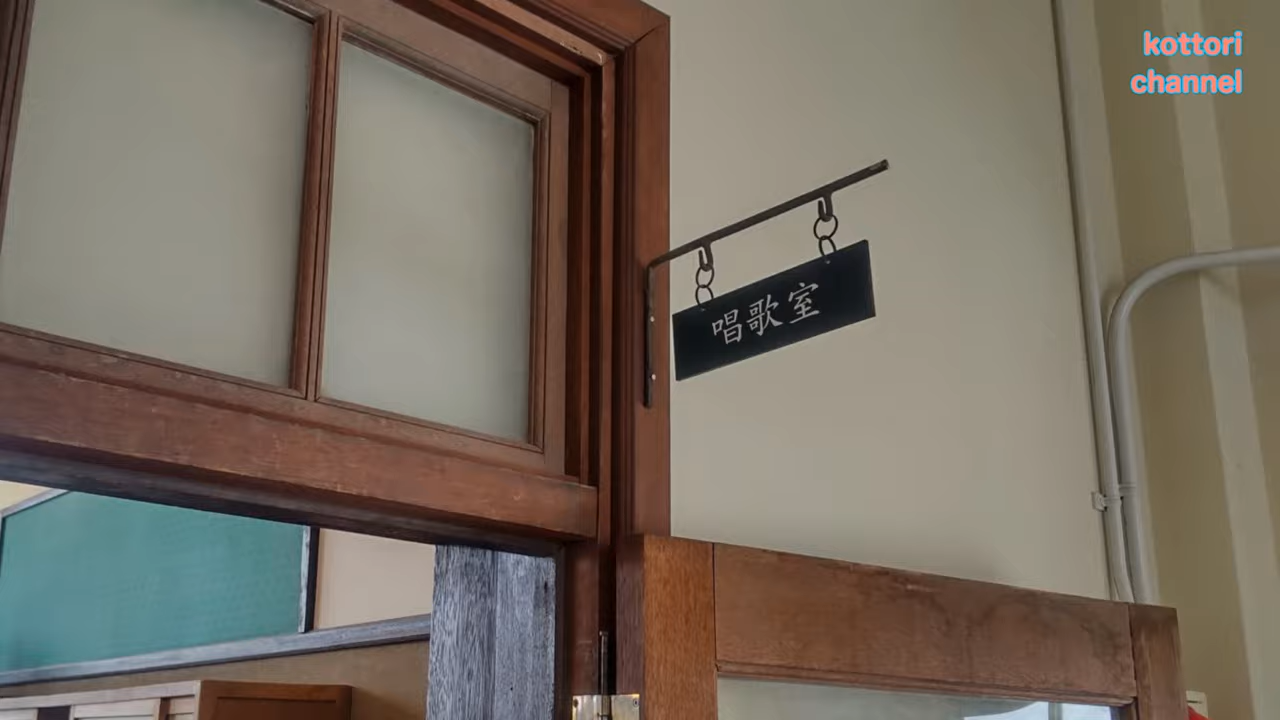 kottori
channel
唱歌室